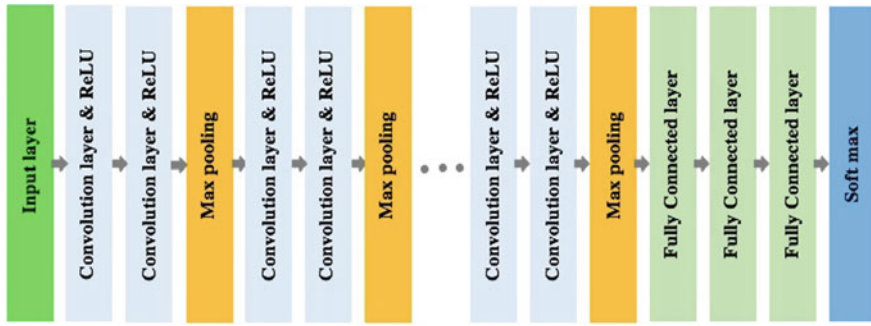 Input layer
Convolution layer & ReLU
Convolution layer & ReLU
Max pooling
Convolution layer & ReLU
Convolution layer & ReLU
Max pooling
Convolution layer & ReLU
Convolution layer & ReLU
Max pooling
Fully Connected layer
Fully Connected layer
Fully Connected layer
Soft max